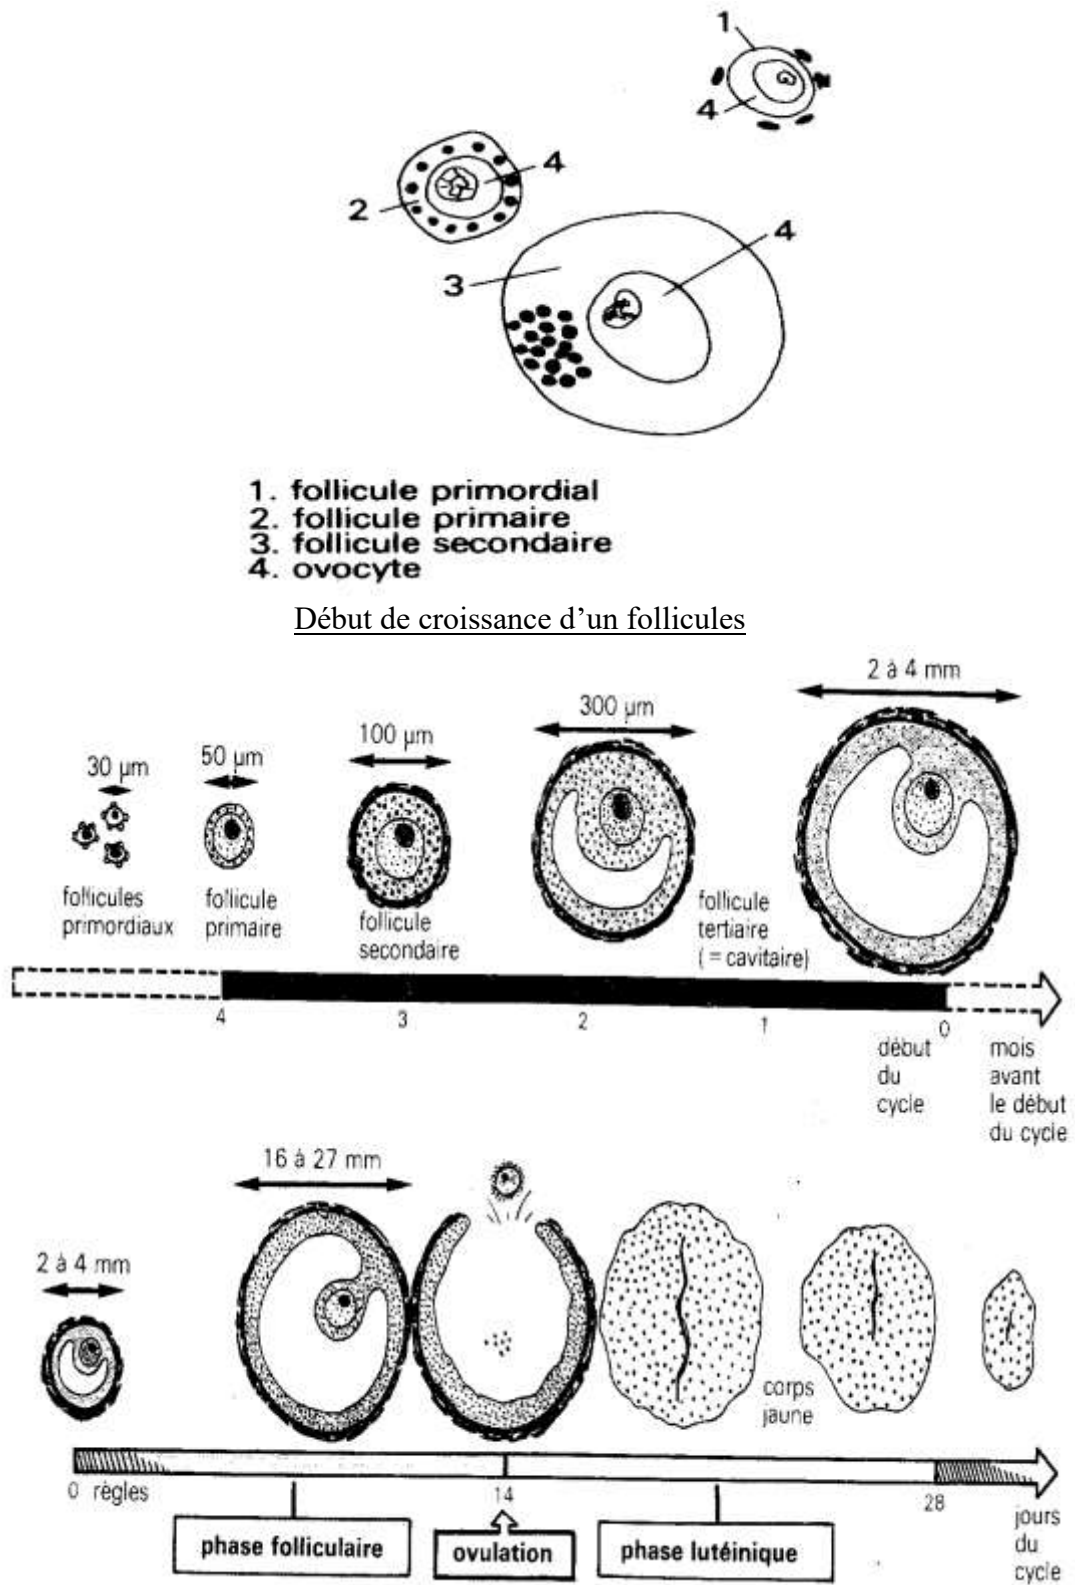 1
4
4
2
4
3
1. follicule primordial
2. follicule primaire
3. follicule secondaire
4. ovocyte
Début de croissance d'un follicules
2 à 4 mm
300 µm
100 µm
50 µm
30 µm
follicules
primordiaux
follicule
primaire
follicule
secondaire
follicule
tertiaire
(= cavitaire)
4
3
2
1
0
début
du
cycle
mois
avant
le début
du cycle
16 à 27 mm
2 à 4 mm
corps
jaune
0 règles
14
28
jours
du
cycle
phase folliculaire
ovulation
phase lutéinique